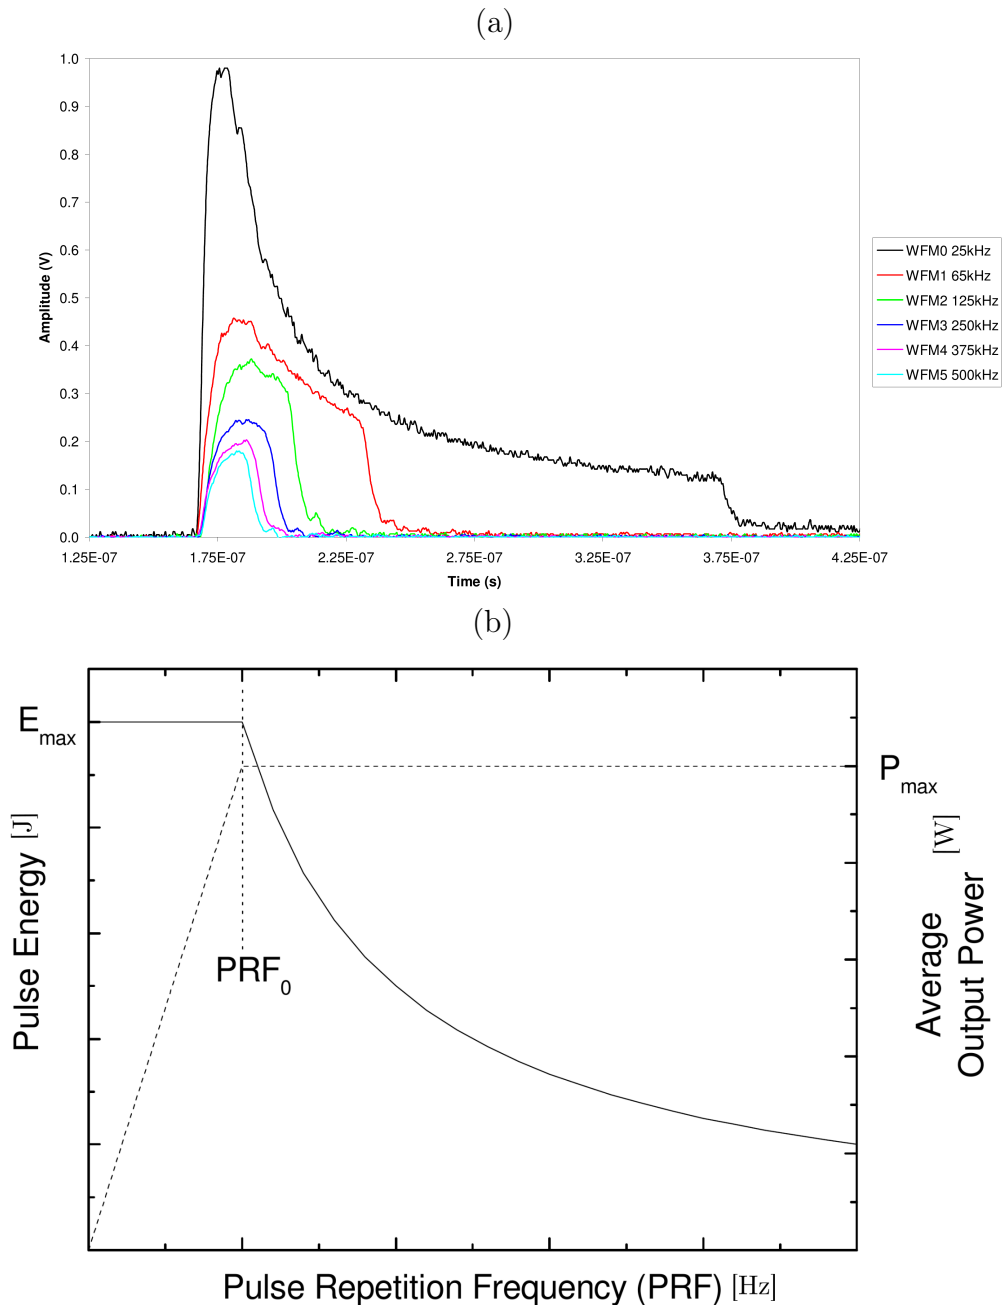 (a)
1.0
0.9
0.8
0.7
0.6
0.5
0.4
0.3
0.2
0.1
0.0
Amplitude (V)
1.25E-07 1.75E-07 2.25E-07 2.75E-07 3.25E-07 3.75E-07 4.25E-07
Time (s)
WFM0 25kHz
WFM1 65kHz
WFM2 125kHz
WFM3 250kHz
WFM4 375kHz
WFM5 500kHz
(b)
Emax
Pulse Energy [J]
PRF0
Pmax
Average
Output Power [W]
Pulse Repetition Frequency (PRF) [Hz]